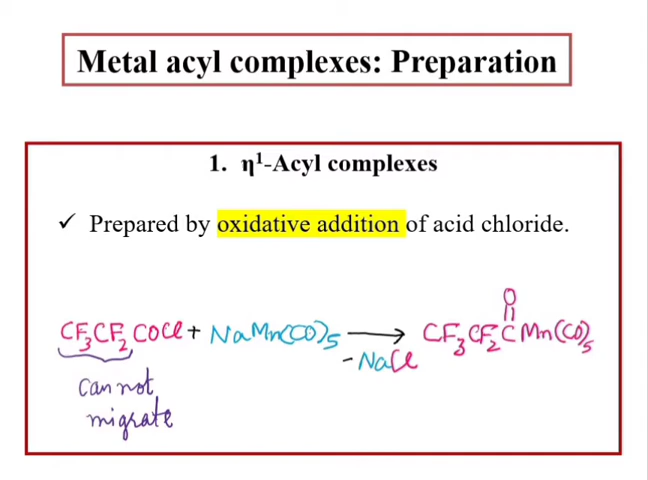 Metal acyl complexes: Preparation
1. η¹-Acyl complexes
✓ Prepared by oxidative addition of acid chloride.
O
CF₃CF₂COCl + NaMn(CO)₅ ⟶ CF₃CF₂CMn(CO)₅
-NaCl
Can not
migrate